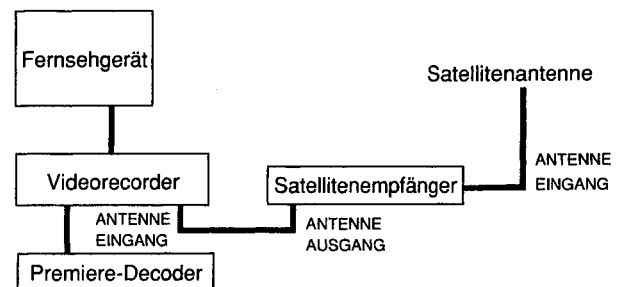 Fernsehgerät
Satellitenantenne
Videorecorder
Satellitenempfänger
ANTENNE
EINGANG
ANTENNE
EINGANG
ANTENNE
AUSGANG
Premiere-Decoder